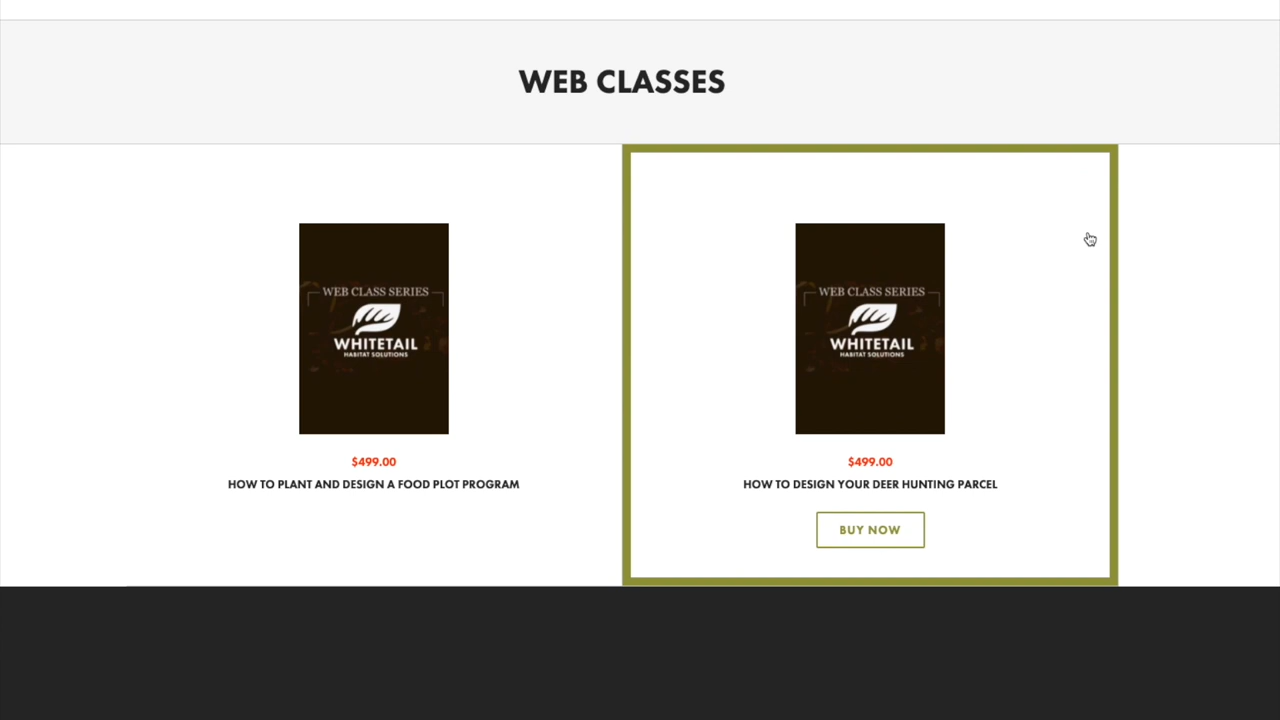 WEB CLASSES
WEB CLASS SERIES
WHITETAIL
HABITAT SOLUTIONS
$499.00
HOW TO PLANT AND DESIGN A FOOD PLOT PROGRAM
WEB CLASS SERIES
WHITETAIL
HABITAT SOLUTIONS
$499.00
HOW TO DESIGN YOUR DEER HUNTING PARCEL
BUY NOW